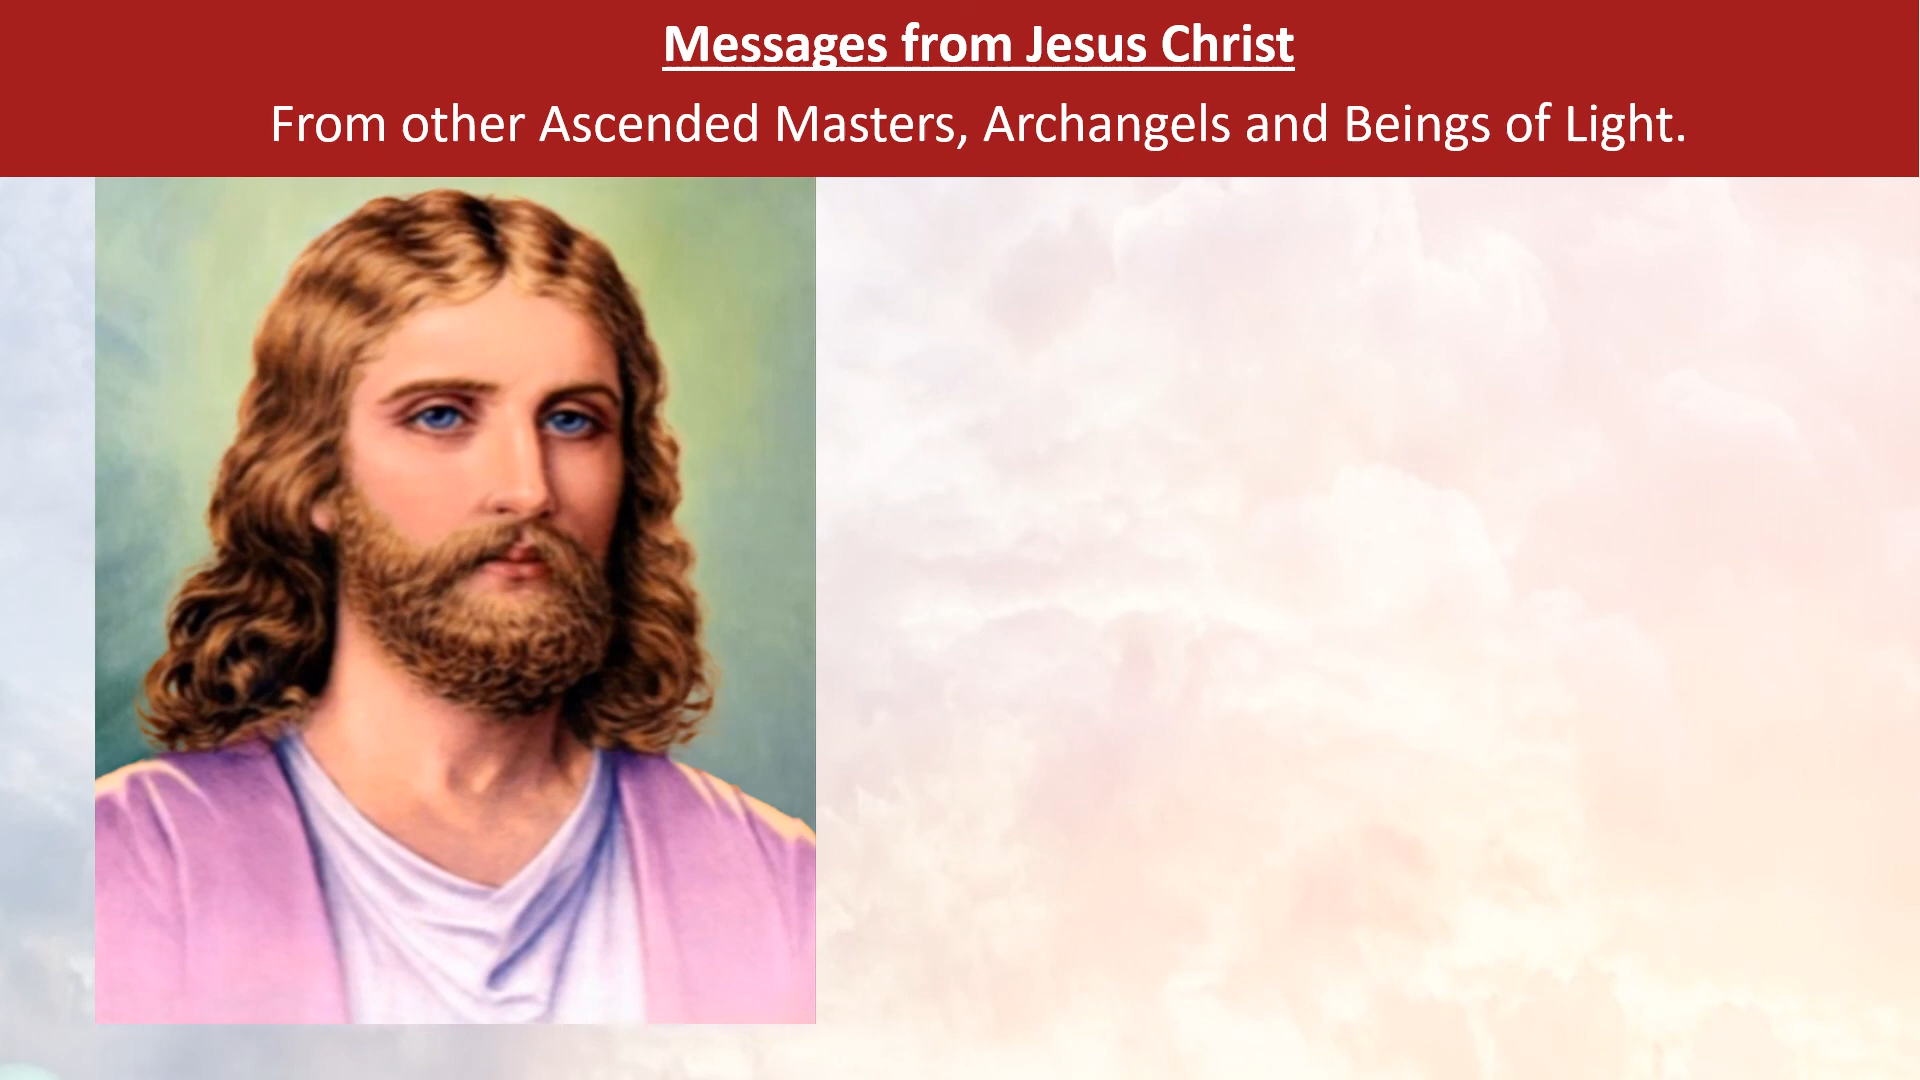 Messages from Jesus Christ
From other Ascended Masters, Archangels and Beings of Light.